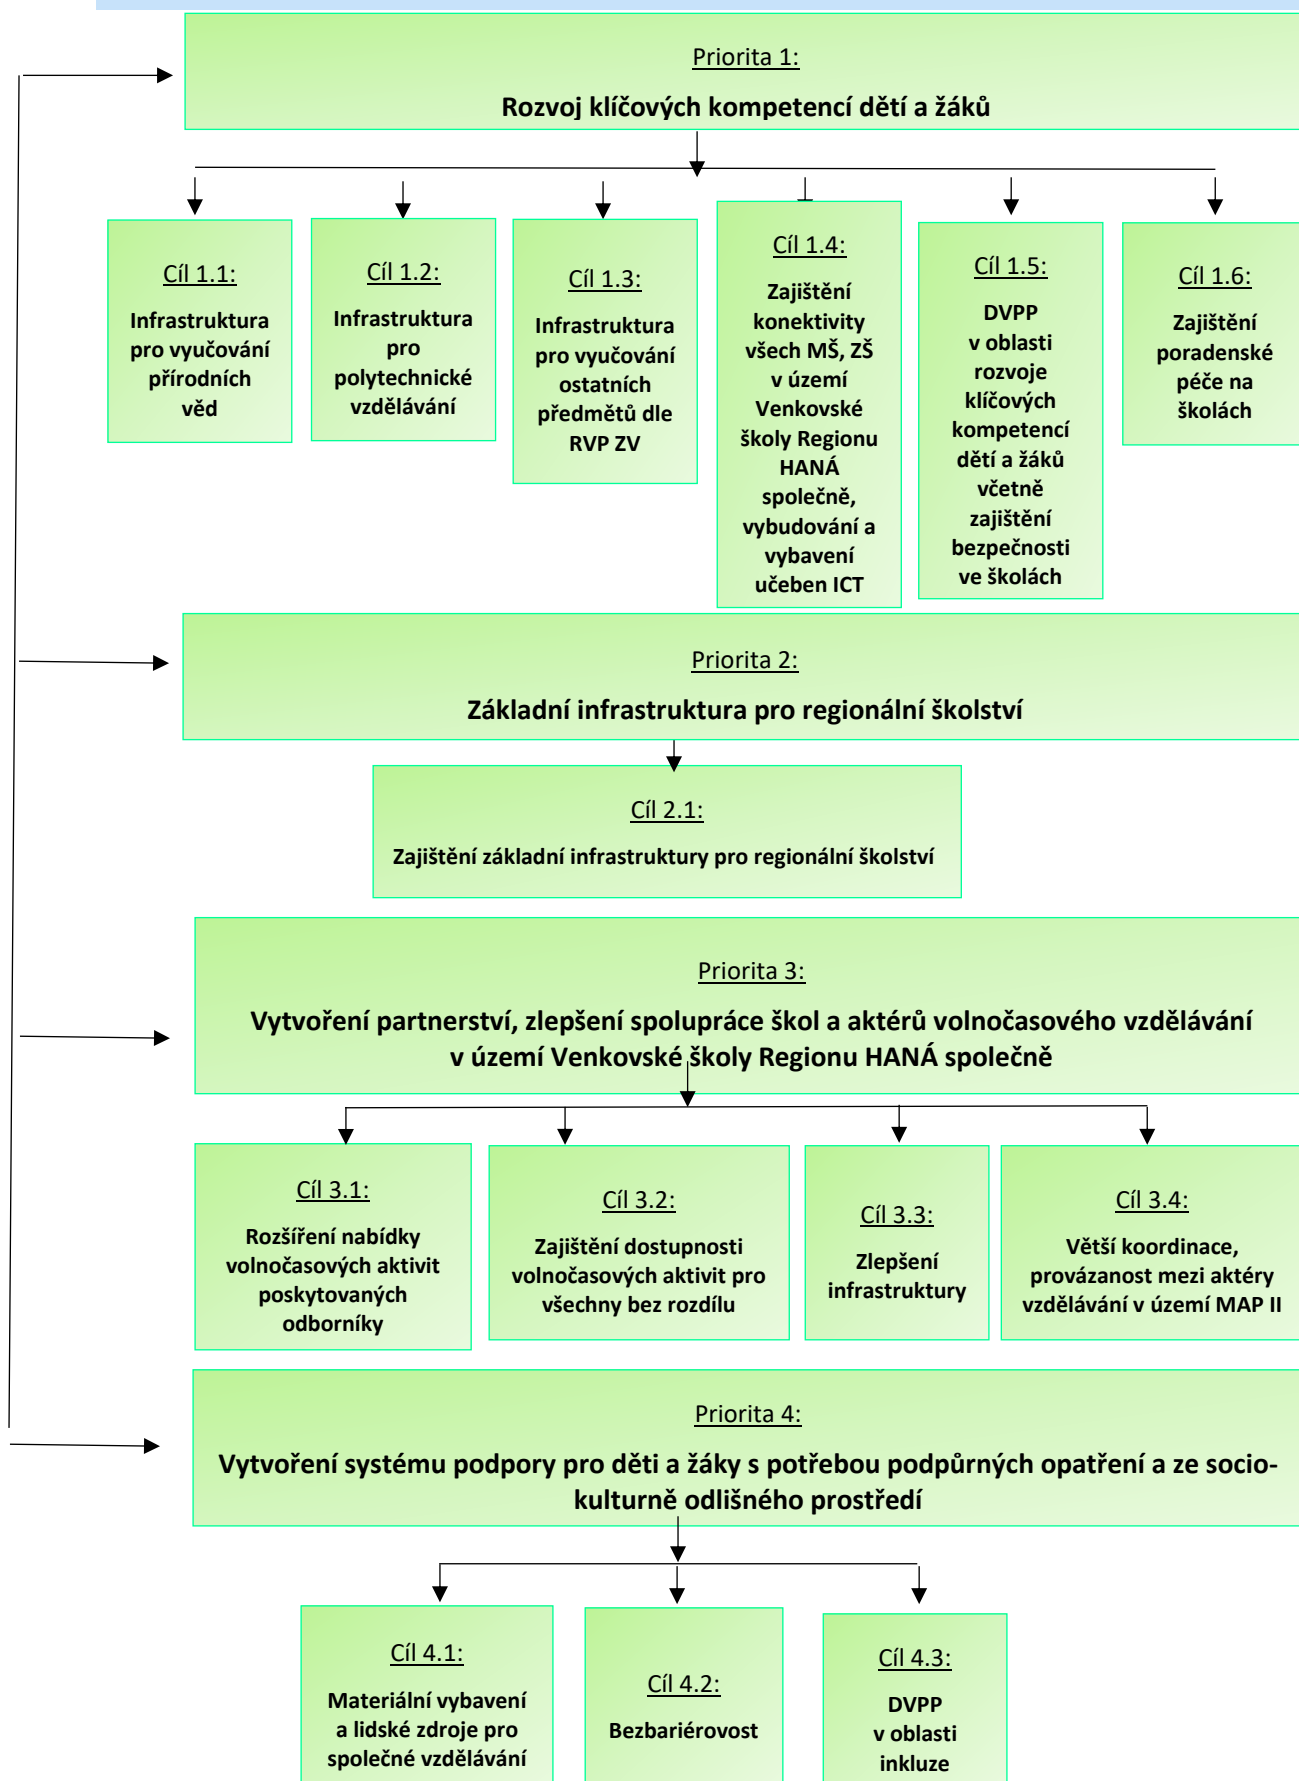 Priorita 1:
Rozvoj klíčových kompetencí dětí a žáků
Cíl 1.1:
Infrastruktura
pro vyučování
přírodních
věd
Cíl 1.2:
Infrastruktura
pro
polytechnické
vzdělávání
Cíl 1.3:
Infrastruktura
pro vyučování
ostatních
předmětů dle
RVP ZV
Cíl 1.4:
Zajištění
konektivity
všech MŠ, ZŠ
v území
Venkovské
školy Regionu
HANÁ
společně,
vybudování a
vybavení
učeben ICT
Cíl 1.5:
DVPP
v oblasti
rozvoje
klíčových
kompetencí
dětí a žáků
včetně
zajištění
bezpečnosti
ve školách
Cíl 1.6:
Zajištění
poradenské
péče na
školách
Priorita 2:
Základní infrastruktura pro regionální školství
Cíl 2.1:
Zajištění základní infrastruktury pro regionální školství
Priorita 3:
Vytvoření partnerství, zlepšení spolupráce škol a aktérů volnočasového vzdělávání
v území Venkovské školy Regionu HANÁ společně
Cíl 3.1:
Rozšíření nabídky
volnočasových aktivit
poskytovaných
odborníky
Cíl 3.2:
Zajištění dostupnosti
volnočasových aktivit pro
všechny bez rozdílu
Cíl 3.3:
Zlepšení
infrastruktury
Cíl 3.4:
Větší koordinace,
provázanost mezi aktéry
vzdělávání v území MAP II
Priorita 4:
Vytvoření systému podpory pro děti a žáky s potřebou podpůrných opatření a ze socio-
kulturně odlišného prostředí
Cíl 4.1:
Materiální vybavení
a lidské zdroje pro
společné vzdělávání
Cíl 4.2:
Bezbariérovost
Cíl 4.3:
DVPP
v oblasti
inkluze